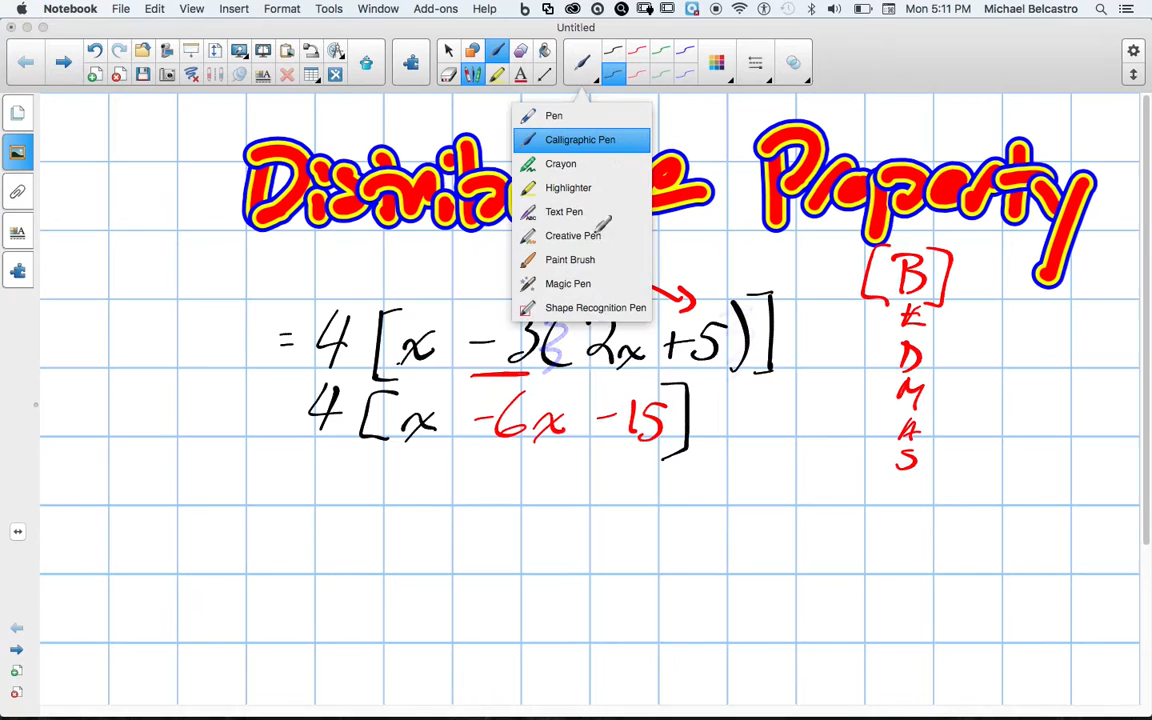 Notebook File Edit View Insert Format Tools Window Add-ons Help Mon 5:11 PM Michael Belcastro
Untitled
Pen
Calligraphic Pen
Crayon
Highlighter
Text Pen
Creative Pen
Paint Brush
Magic Pen
Shape Recognition Pen
Property
= 4 [ x - 3( 2x + 5 ) ]
4 [ x - 6x - 15 ]
[ B ]
E
D
M
A
S